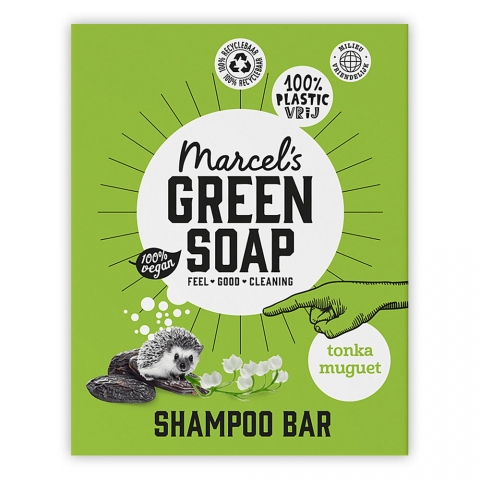 100% RECYCLEBAAR
100% RECYCLEBAAR
MILIEU
VRIENDELIJK
100%
PLASTIC
VRIJ
Marcel's
GREEN
SOAP
FEEL ♥ GOOD ♥ CLEANING
100%
vegan
tonka
muguet
SHAMPOO BAR